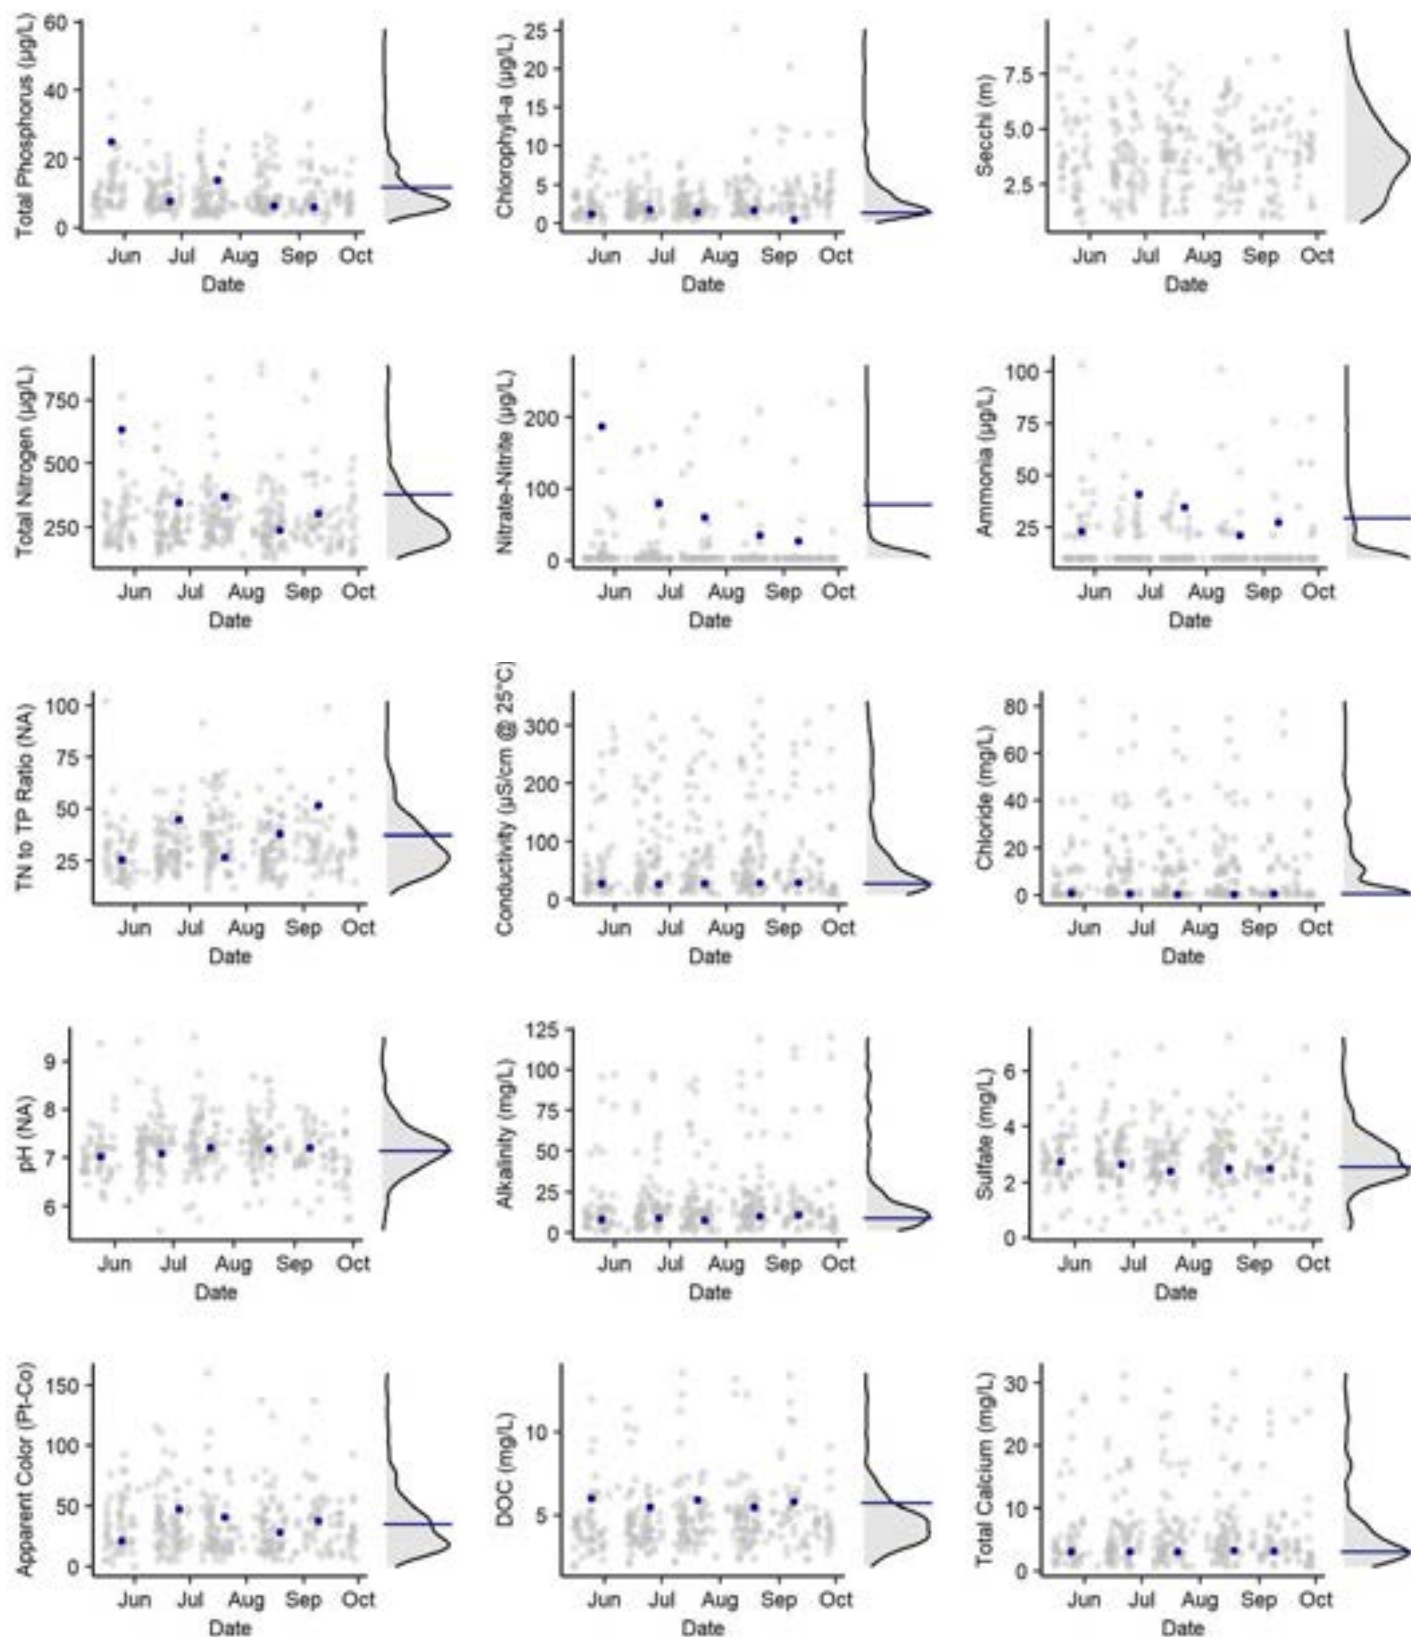 Total Phosphorus (µg/L)
60
40
20
0
Jun Jul Aug Sep Oct
Date
Chlorophyll-a (µg/L)
25
20
15
10
5
0
Jun Jul Aug Sep Oct
Date
Secchi (m)
7.5
5.0
2.5
Jun Jul Aug Sep Oct
Date
Total Nitrogen (µg/L)
750
500
250
Jun Jul Aug Sep Oct
Date
Nitrate-Nitrite (µg/L)
200
100
0
Jun Jul Aug Sep Oct
Date
Ammonia (µg/L)
100
75
50
25
Jun Jul Aug Sep Oct
Date
TN to TP Ratio (NA)
100
75
50
25
Jun Jul Aug Sep Oct
Date
Conductivity (µS/cm @ 25°C)
300
200
100
0
Jun Jul Aug Sep Oct
Date
Chloride (mg/L)
80
60
40
20
0
Jun Jul Aug Sep Oct
Date
pH (NA)
9
8
7
6
Jun Jul Aug Sep Oct
Date
Alkalinity (mg/L)
125
100
75
50
25
0
Jun Jul Aug Sep Oct
Date
Sulfate (mg/L)
6
4
2
0
Jun Jul Aug Sep Oct
Date
Apparent Color (Pt-Co)
150
100
50
0
Jun Jul Aug Sep Oct
Date
DOC (mg/L)
10
5
Jun Jul Aug Sep Oct
Date
Total Calcium (mg/L)
30
20
10
0
Jun Jul Aug Sep Oct
Date